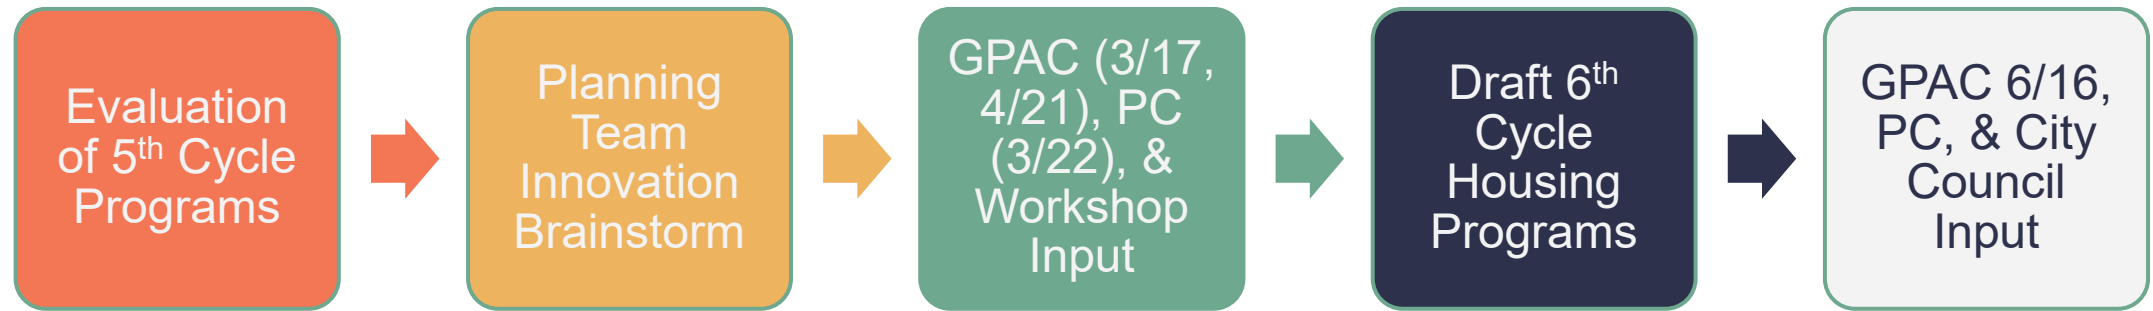 Evaluation
of 5th Cycle
Programs
Planning
Team
Innovation
Brainstorm
GPAC (3/17,
4/21), PC
(3/22), &
Workshop
Input
Draft 6th
Cycle
Housing
Programs
GPAC 6/16,
PC, & City
Council
Input